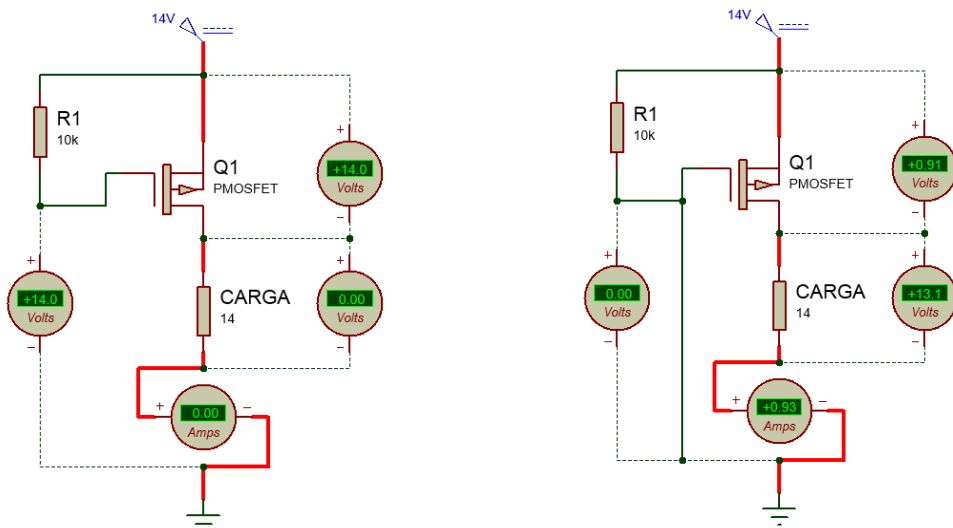 14V
R1
10k
Q1
PMOSFET
+
+14.0
Volts
−
+
+14.0
Volts
−
CARGA
14
+
0.00
Volts
−
+
0.00
Amps
−
14V
R1
10k
Q1
PMOSFET
+
+0.91
Volts
−
+
0.00
Volts
−
CARGA
14
+
+13.1
Volts
−
+
+0.93
Amps
−